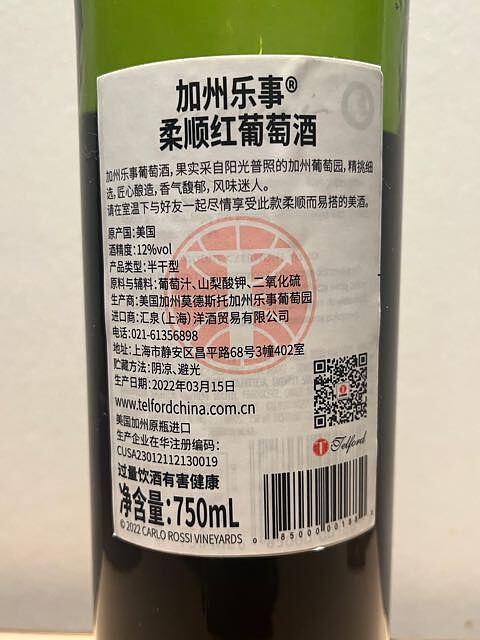 加州乐事®
柔顺红葡萄酒
加州乐事葡萄酒,果实采自阳光普照的加州葡萄园,精挑细
选,匠心酿造,香气馥郁,风味迷人。
请在室温下与好友一起尽情享受此款柔顺而易搭的美酒。
原产国:美国
酒精度:12%vol
产品类型:半干型
原料与辅料:葡萄汁、山梨酸钾、二氧化硫
生产商:美国加州莫德斯托加州乐事葡萄园
进口商:汇泉(上海)洋酒贸易有限公司
电话:021-61356898
地址:上海市静安区昌平路68号3幢402室
贮藏方法:阴凉、避光
生产日期:2022年03月15日
www.telfordchina.com.cn
美国加州原瓶进口
生产企业在华注册编码:
CUSA23012112130019
Telford
过量饮酒有害健康
净含量:750mL
© 2022 CARLO ROSSI VINEYARDS